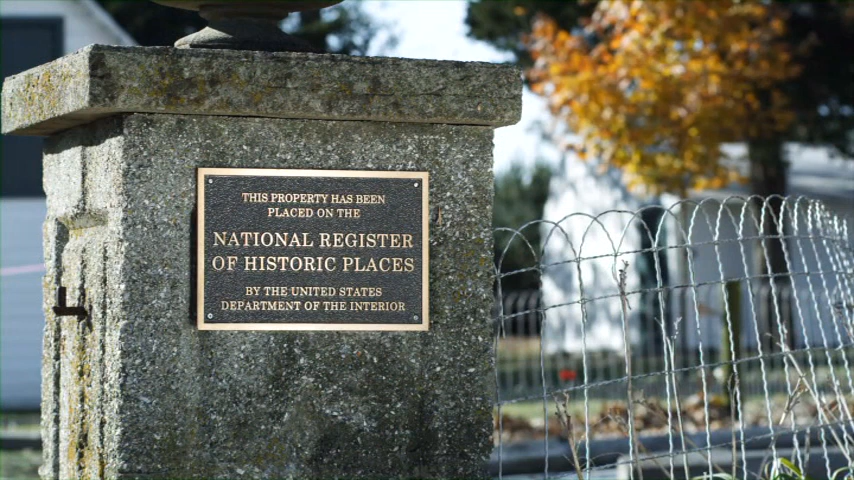 THIS PROPERTY HAS BEEN
PLACED ON THE
NATIONAL REGISTER
OF HISTORIC PLACES
BY THE UNITED STATES
DEPARTMENT OF THE INTERIOR